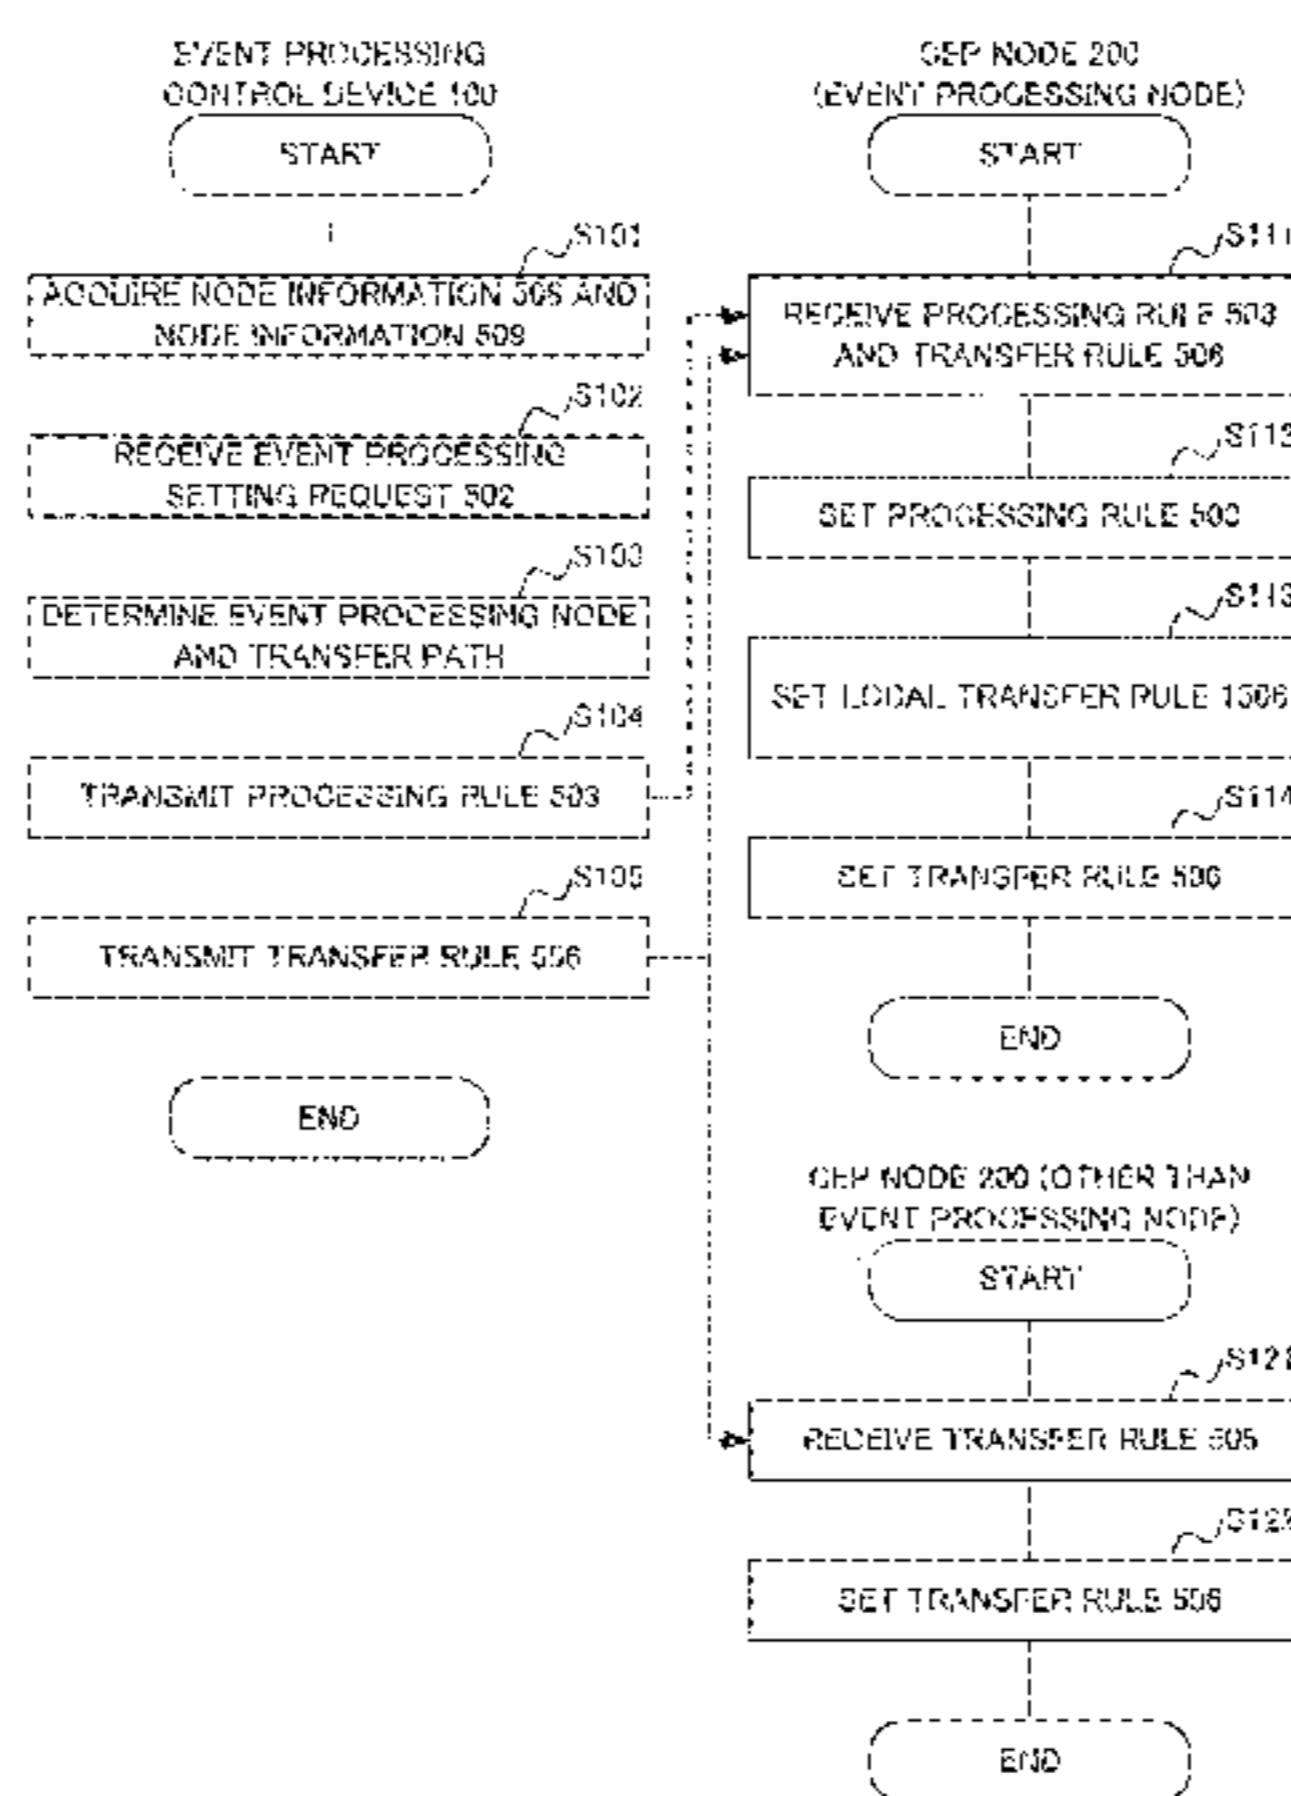 EVENT PROCESSING
CONTROL DEVICE 100
START
S101
ACQUIRE NODE INFORMATION 508 AND
NODE INFORMATION 509
S102
RECEIVE EVENT PROCESSING
SETTING REQUEST 502
S103
DETERMINE EVENT PROCESSING NODE
AND TRANSFER PATH
S104
TRANSMIT PROCESSING RULE 503
S105
TRANSMIT TRANSFER RULE 506
END
CEP NODE 200
(EVENT PROCESSING NODE)
START
RECEIVE PROCESSING RULE 503
AND TRANSFER RULE 506
SET PROCESSING RULE 503
SET LOCAL TRANSFER RULE 1506
S114
SET TRANSFER RULE 506
END
CEP NODE 200 (OTHER THAN
EVENT PROCESSING NODE)
START
RECEIVE TRANSFER RULE
SET TRANSFER RULE 506
END